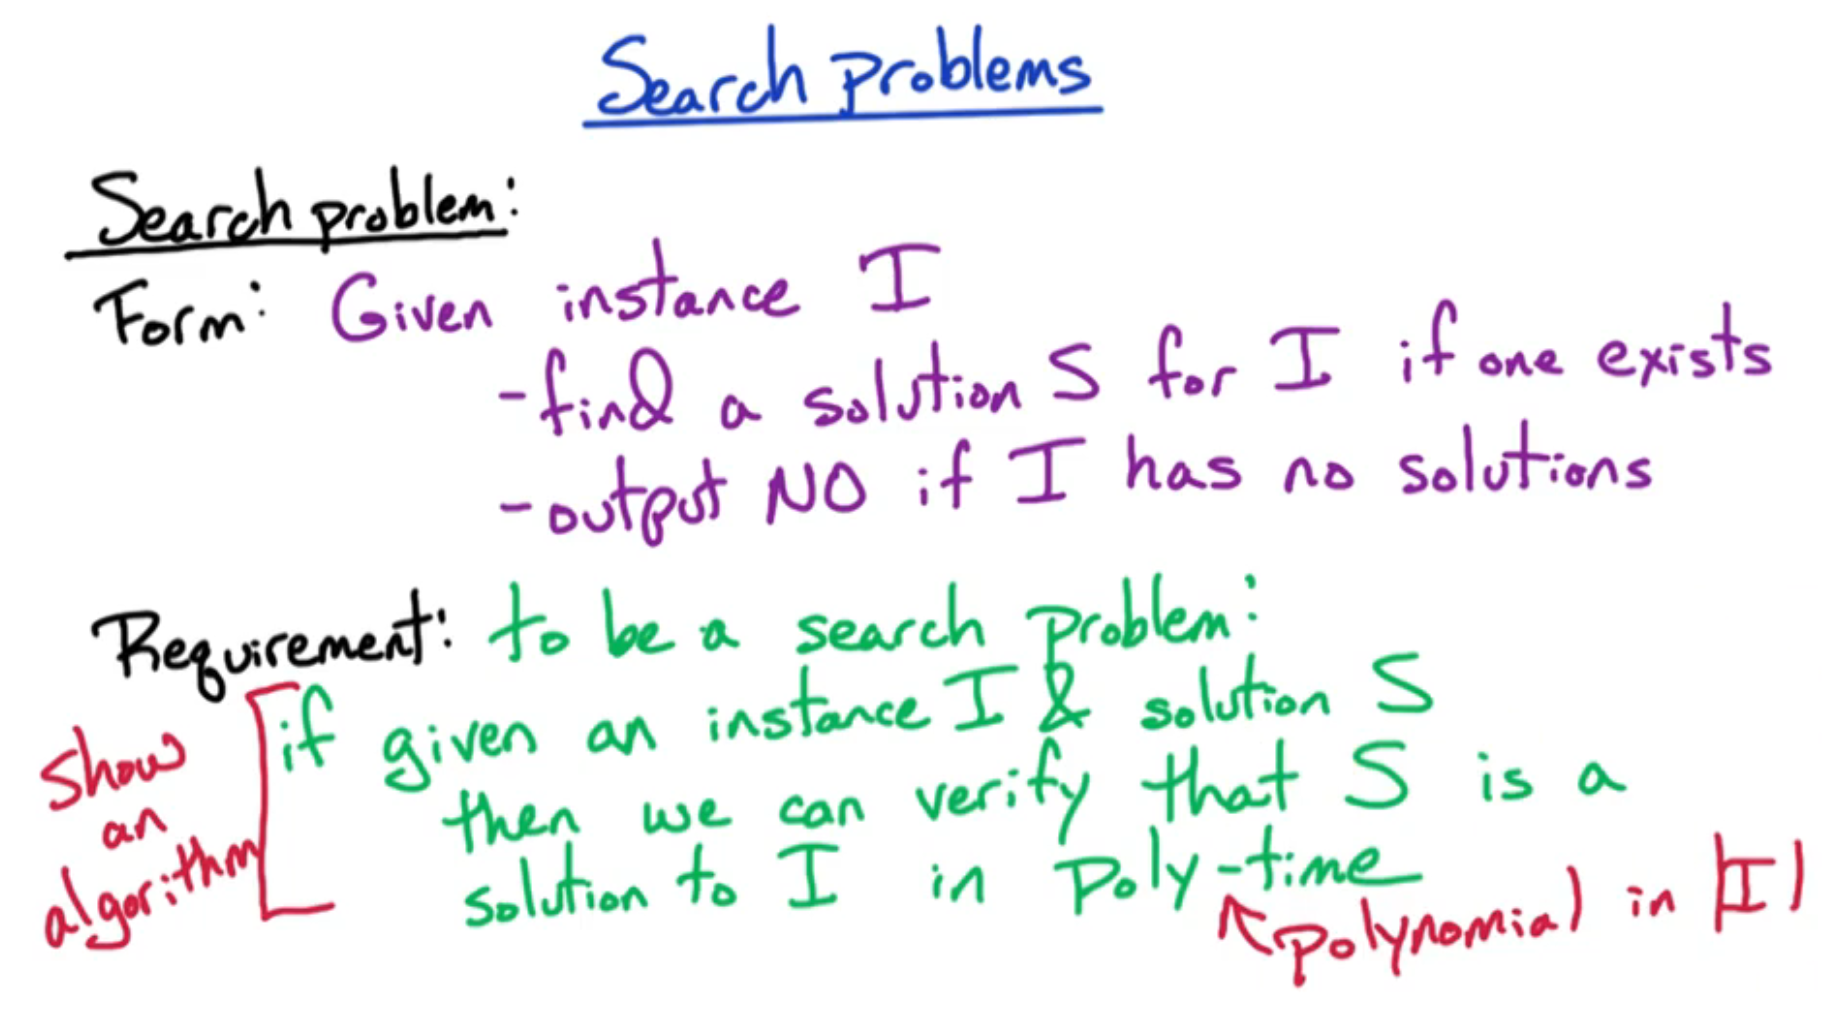 Search problems
Search problem:
Form: Given instance I
- find a solution S for I if one exists
- output NO if I has no solutions
Requirement: to be a search problem:
if given an instance I & solution S
then we can verify that S is a
solution to I in poly-time
polynomial in |I|
show
an
algorithm